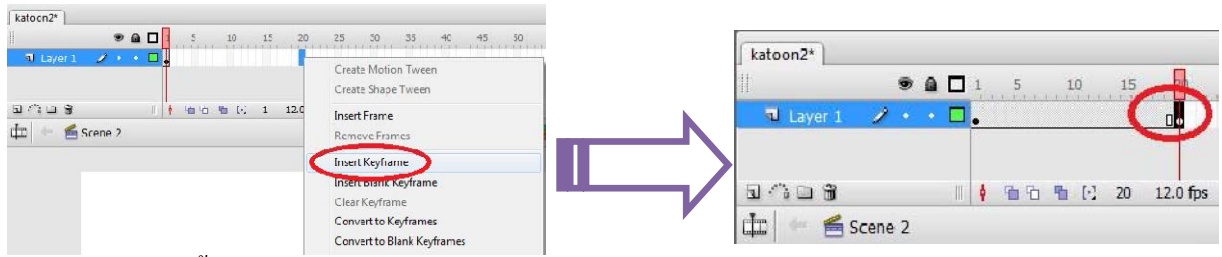 katocn2*
1 5 10 15 20 25 30 35 40 45 50
Layer 1
Create Motion Tween
Create Shape Tween
Insert Frame
Remove Frames
Insert Keyframe
Insert Blank Keyframe
Clear Keyframe
Convert to Keyframes
Convert to Blank Keyframes
1 12.0
Scene 2
katoon2*
1 5 10 15
Layer 1
20 12.0 fps
Scene 2